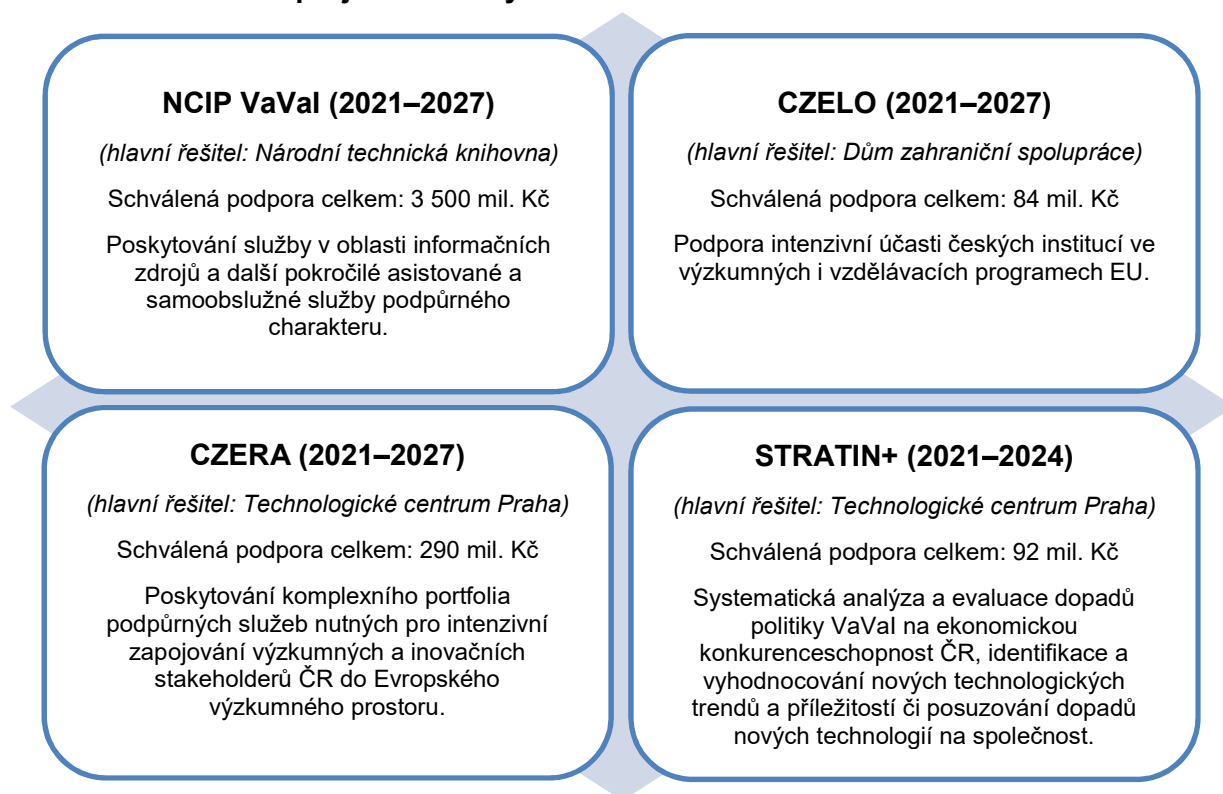 NCIP VaVaI (2021–2027)
(hlavní řešitel: Národní technická knihovna)
Schválená podpora celkem: 3 500 mil. Kč
Poskytování služby v oblasti informačních
zdrojů a další pokročilé asistované a
samoobslužné služby podpůrného
charakteru.
CZELO (2021–2027)
(hlavní řešitel: Dům zahraniční spolupráce)
Schválená podpora celkem: 84 mil. Kč
Podpora intenzivní účasti českých institucí ve
výzkumných i vzdělávacích programech EU.
CZERA (2021–2027)
(hlavní řešitel: Technologické centrum Praha)
Schválená podpora celkem: 290 mil. Kč
Poskytování komplexního portfolia
podpůrných služeb nutných pro intenzivní
zapojování výzkumných a inovačních
stakeholderů ČR do Evropského
výzkumného prostoru.
STRATIN+ (2021–2024)
(hlavní řešitel: Technologické centrum Praha)
Schválená podpora celkem: 92 mil. Kč
Systematická analýza a evaluace dopadů
politiky VaVaI na ekonomickou
konkurenceschopnost ČR, identifikace a
vyhodnocování nových technologických
trendů a příležitostí či posuzování dopadů
nových technologií na společnost.